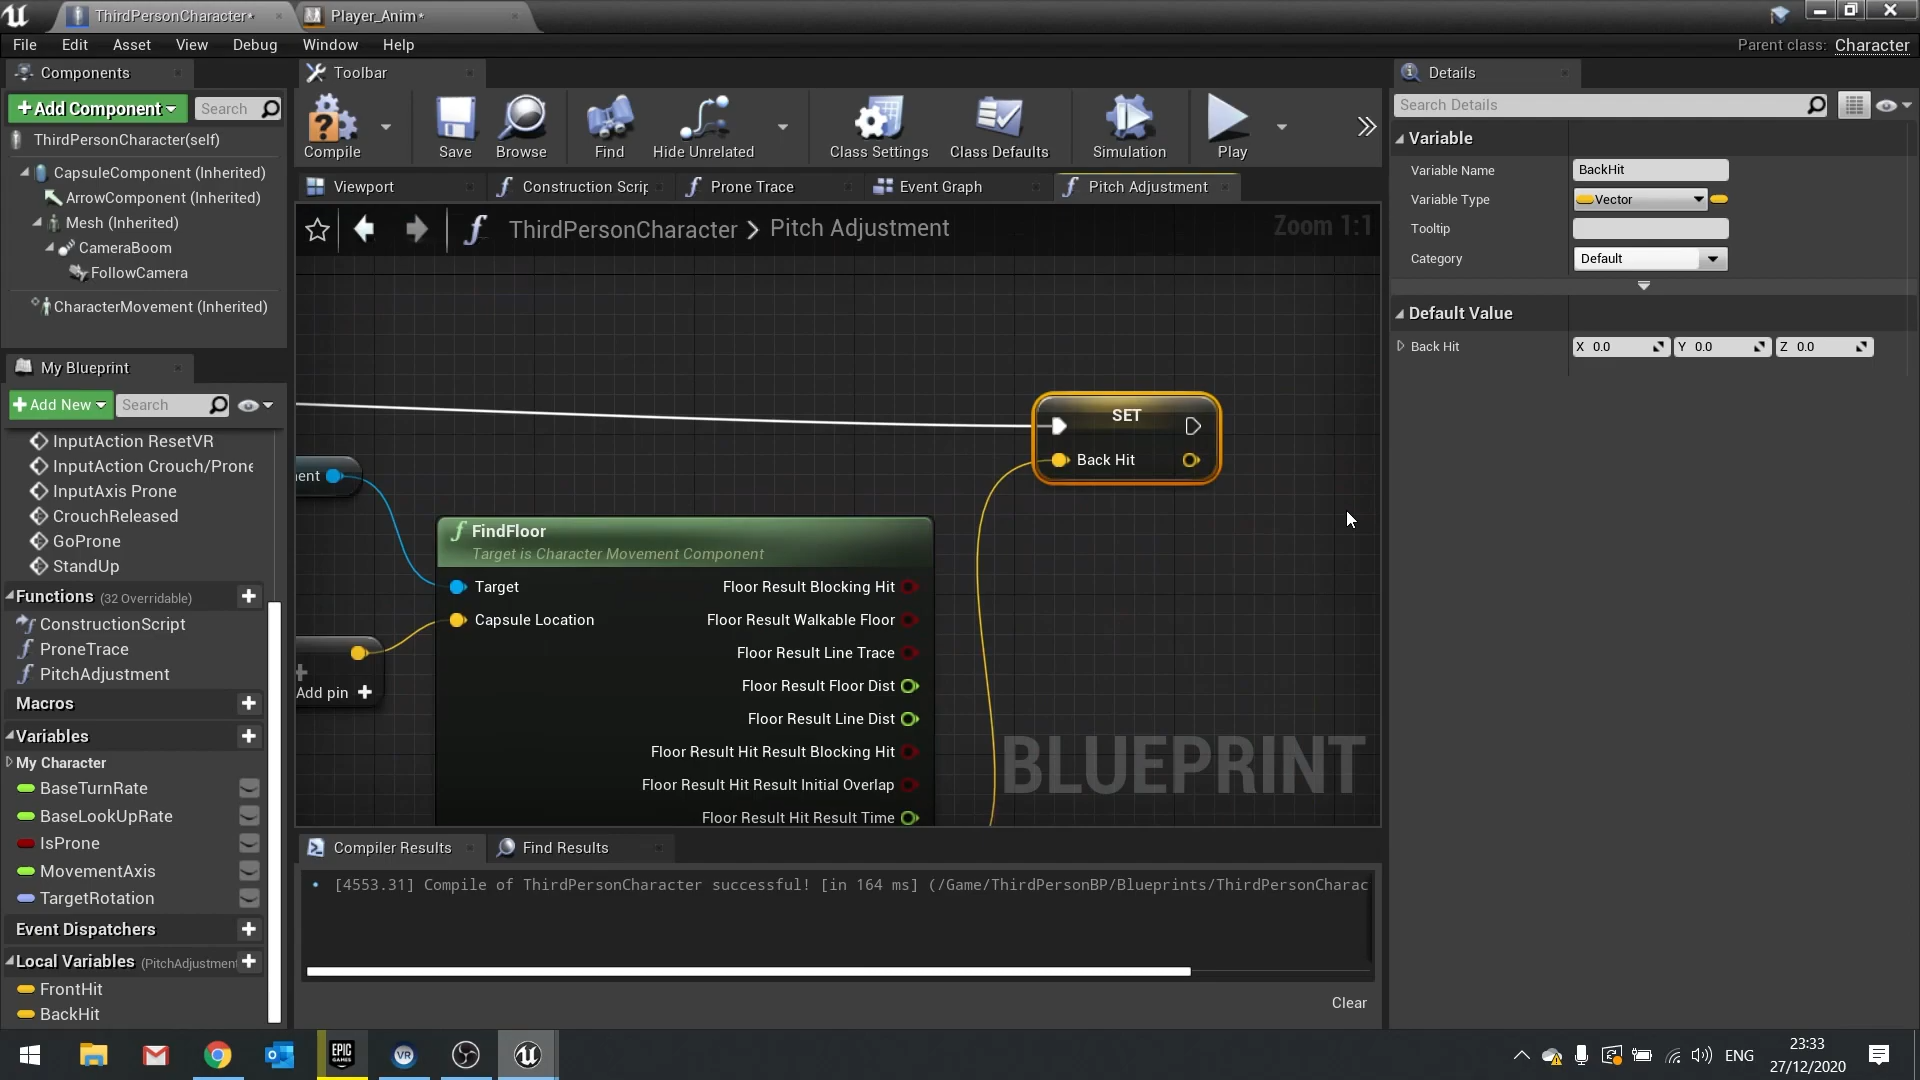 ThirdPersonCharacter*
Player_Anim*
File Edit Asset View Debug Window Help
Parent class: Character
Components
Toolbar
Details
Add Component
Search
ThirdPersonCharacter(self)
CapsuleComponent (Inherited)
ArrowComponent (Inherited)
Mesh (Inherited)
CameraBoom
FollowCamera
CharacterMovement (Inherited)
Compile
Save
Browse
Find
Hide Unrelated
Class Settings
Class Defaults
Simulation
Play
Viewport
Construction Scrip
Prone Trace
Event Graph
Pitch Adjustment
ThirdPersonCharacter
Pitch Adjustment
Zoom 1:1
Search Details
Variable
Variable Name BackHit
Variable Type Vector
Tooltip
Category Default
Default Value
Back Hit X 0.0 Y 0.0 Z 0.0
My Blueprint
Add New
Search
InputAction ResetVR
InputAction Crouch/Prone
InputAxis Prone
CrouchReleased
GoProne
StandUp
Functions (32 Overridable)
ConstructionScript
ProneTrace
PitchAdjustment
Macros
Variables
My Character
BaseTurnRate
BaseLookUpRate
IsProne
MovementAxis
TargetRotation
Event Dispatchers
Local Variables (PitchAdjustment
FrontHit
BackHit
SET
Back Hit
ent
Add pin
FindFloor
Target is Character Movement Component
Target
Capsule Location
Floor Result Blocking Hit
Floor Result Walkable Floor
Floor Result Line Trace
Floor Result Floor Dist
Floor Result Line Dist
Floor Result Hit Result Blocking Hit
Floor Result Hit Result Initial Overlap
Floor Result Hit Result Time
BLUEPRINT
Compiler Results
Find Results
[4553.31] Compile of ThirdPersonCharacter successful! [in 164 ms] (/Game/ThirdPersonBP/Blueprints/ThirdPersonCharac
Clear
EPIC
GAMES
VR
ENG
23:33
27/12/2020